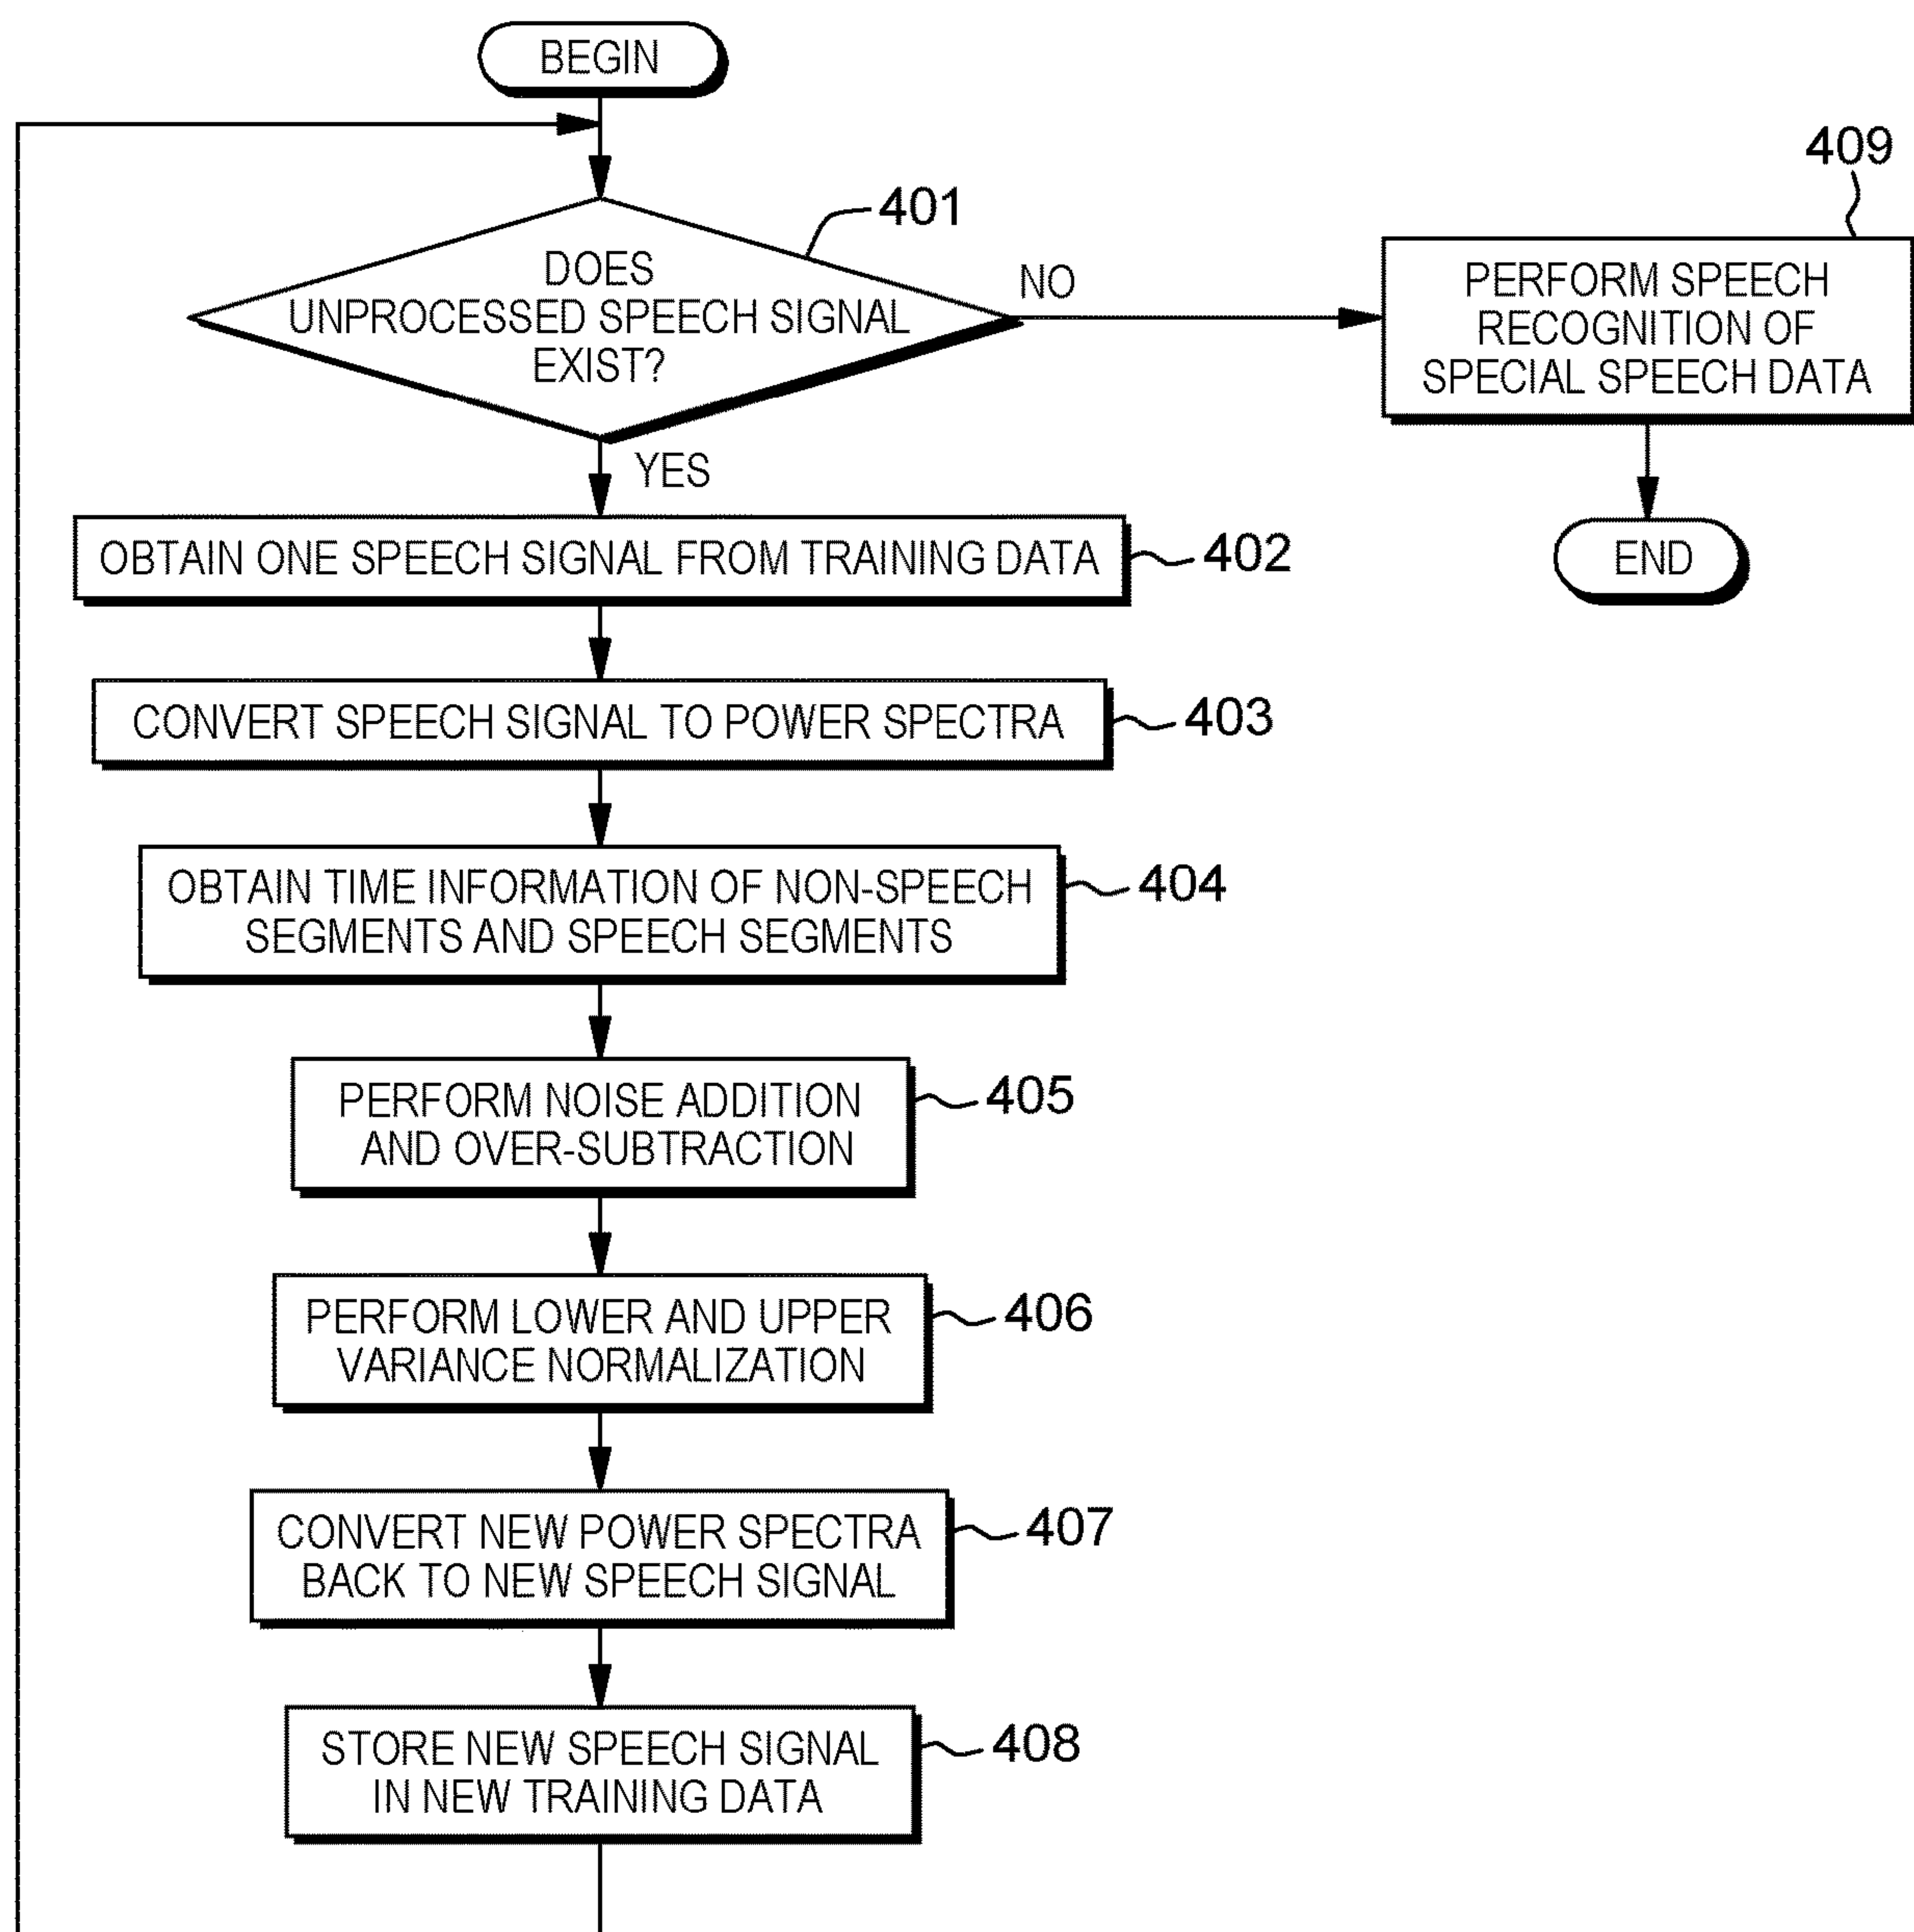 BEGIN
401
DOES
UNPROCESSED SPEECH SIGNAL
EXIST?
NO
YES
409
PERFORM SPEECH
RECOGNITION OF
SPECIAL SPEECH DATA
END
OBTAIN ONE SPEECH SIGNAL FROM TRAINING DATA
402
CONVERT SPEECH SIGNAL TO POWER SPECTRA
403
OBTAIN TIME INFORMATION OF NON-SPEECH
SEGMENTS AND SPEECH SEGMENTS
404
PERFORM NOISE ADDITION
AND OVER-SUBTRACTION
405
PERFORM LOWER AND UPPER
VARIANCE NORMALIZATION
406
CONVERT NEW POWER SPECTRA
BACK TO NEW SPEECH SIGNAL
407
STORE NEW SPEECH SIGNAL
IN NEW TRAINING DATA
408